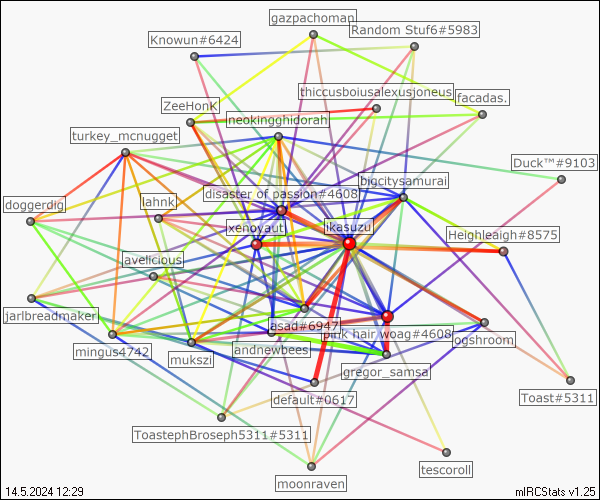 gazpachoman
Random Stuf6#5983
Knowun#6424
thiccusboiusalexusjoneus
facadas.
ZeeHonK
neokingghidorah
turkey_mcnugget
Duck™#9103
bigcitysamurai
disaster of passion#4608
lahnk
doggerdig
xenoyautl
ikasuzu
Heighleaigh#8575
avelicious
jarlbreadmaker
asad#6947
pink hair woag#4608
ogshroom
mingus4742
mukszi
andnewbees
gregor_samsa
default#0617
Toast#5311
ToastephBroseph5311#5311
tescoroll
moonraven
14.5.2024 12:29
mIRCStats v1.25